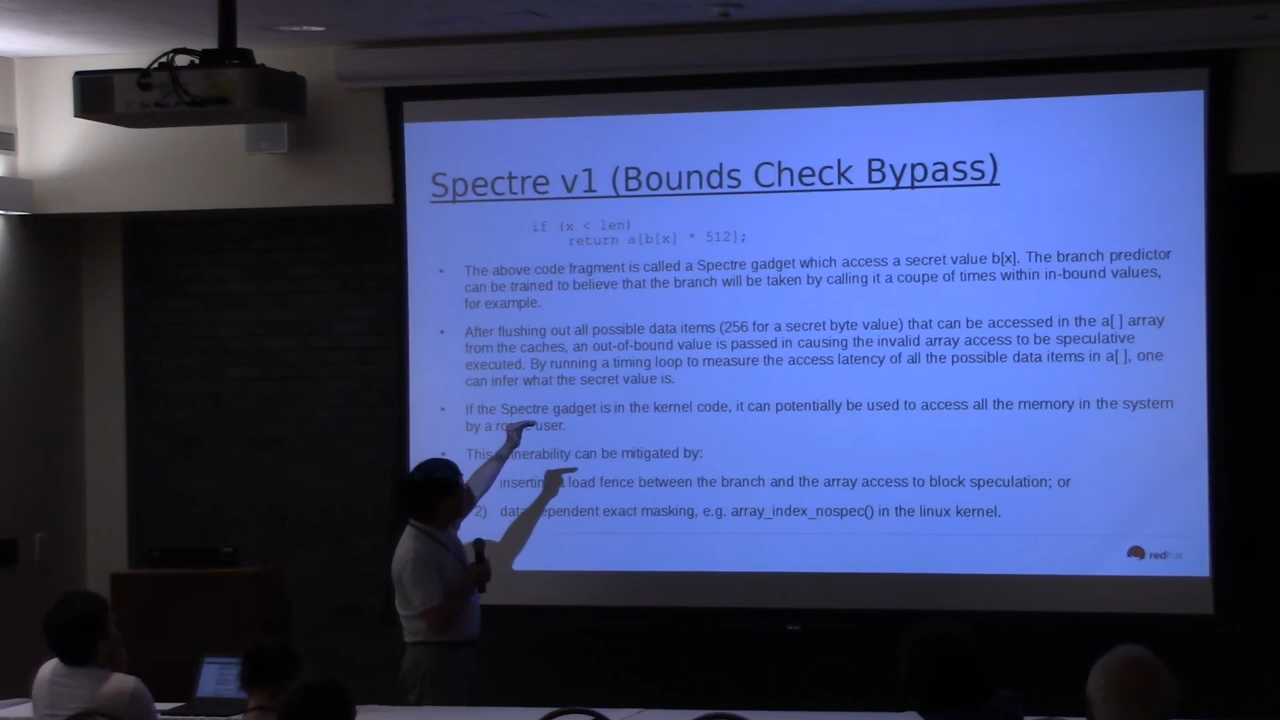 Spectre v1 (Bounds Check Bypass)
if (x < len)
return a[b[x] * 512];
• The above code fragment is called a Spectre gadget which access a secret value b[x]. The branch predictor
can be trained to believe that the branch will be taken by calling it a coupe of times within in-bound values,
for example.
• After flushing out all possible data items (256 for a secret byte value) that can be accessed in the a[ ] array
from the caches, an out-of-bound value is passed in causing the invalid array access to be speculative
executed. By running a timing loop to measure the access latency of all the possible data items in a[ ], one
can infer what the secret value is.
• If the Spectre gadget is in the kernel code, it can potentially be used to access all the memory in the system
by a user.
• This can be mitigated by:
load fence between the branch and the array access to block speculation; or
2) exact masking, e.g. array_index_nospec() in the linux kernel.
redhat